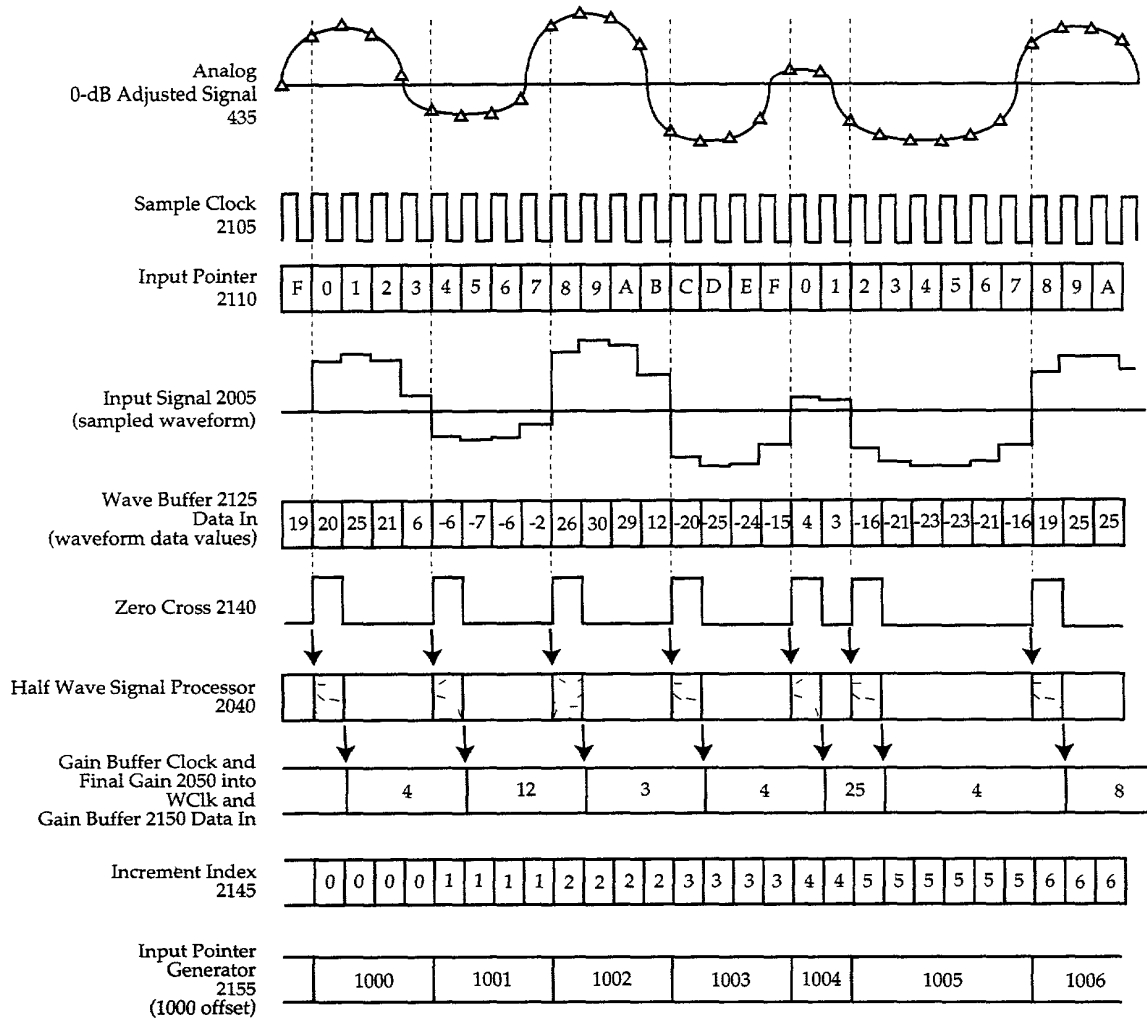 Analog
0-dB Adjusted Signal
435
Sample Clock
2105
Input Pointer
2110
F 0 1 2 3 4 5 6 7 8 9 A B C D E F 0 1 2 3 4 5 6 7 8 9 A
Input Signal 2005
(sampled waveform)
Wave Buffer 2125
Data In
(waveform data values)
19 20 25 21 6 -6 -7 -6 -2 26 30 29 12 -20 -25 -24 -15 4 3 -16 -21 -23 -23 -21 -16 19 25 25
Zero Cross 2140
Half Wave Signal Processor
2040
Gain Buffer Clock and
Final Gain 2050 into
WClk and
Gain Buffer 2150 Data In
4 12 3 4 25 4 8
Increment Index
2145
0 0 0 0 1 1 1 1 2 2 2 2 3 3 3 3 4 4 5 5 5 5 5 5 6 6 6
Input Pointer
Generator
2155
(1000 offset)
1000 1001 1002 1003 1004 1005 1006